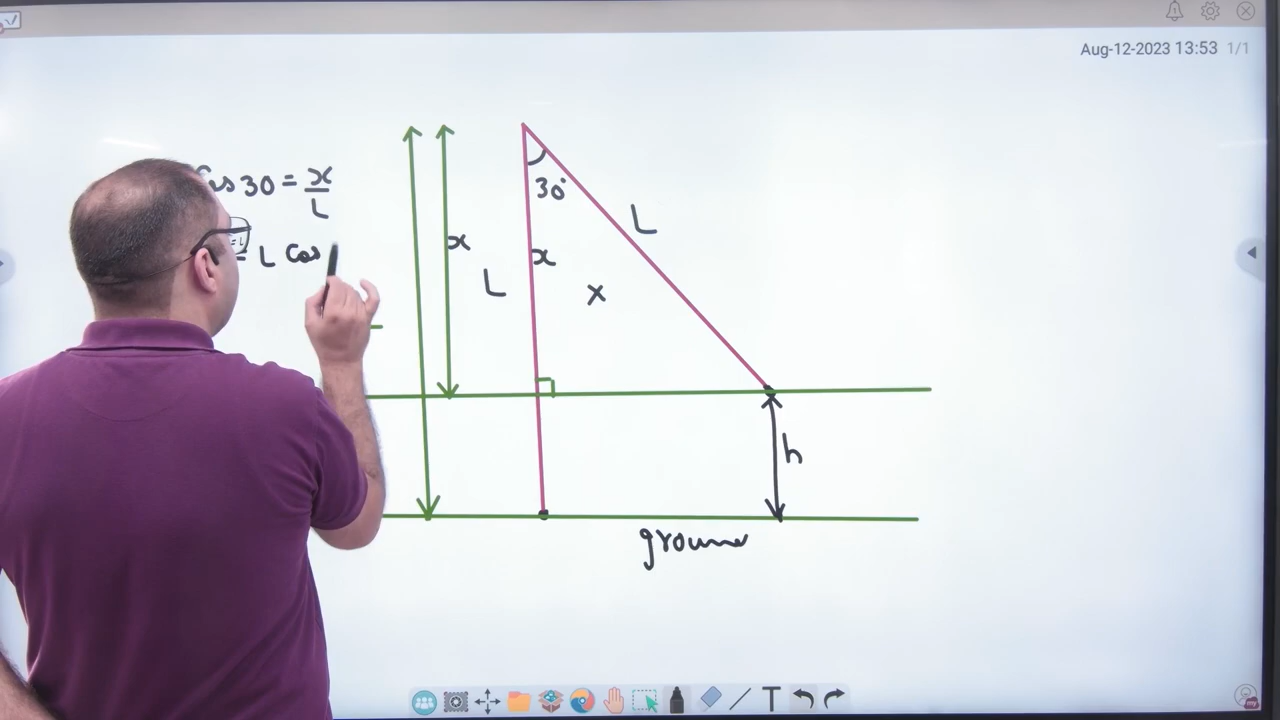 Aug-12-2023 13:53 1/1
Cos 30 = x/L
= L Cos
30°
L
x
x
L
x
h
ground
T